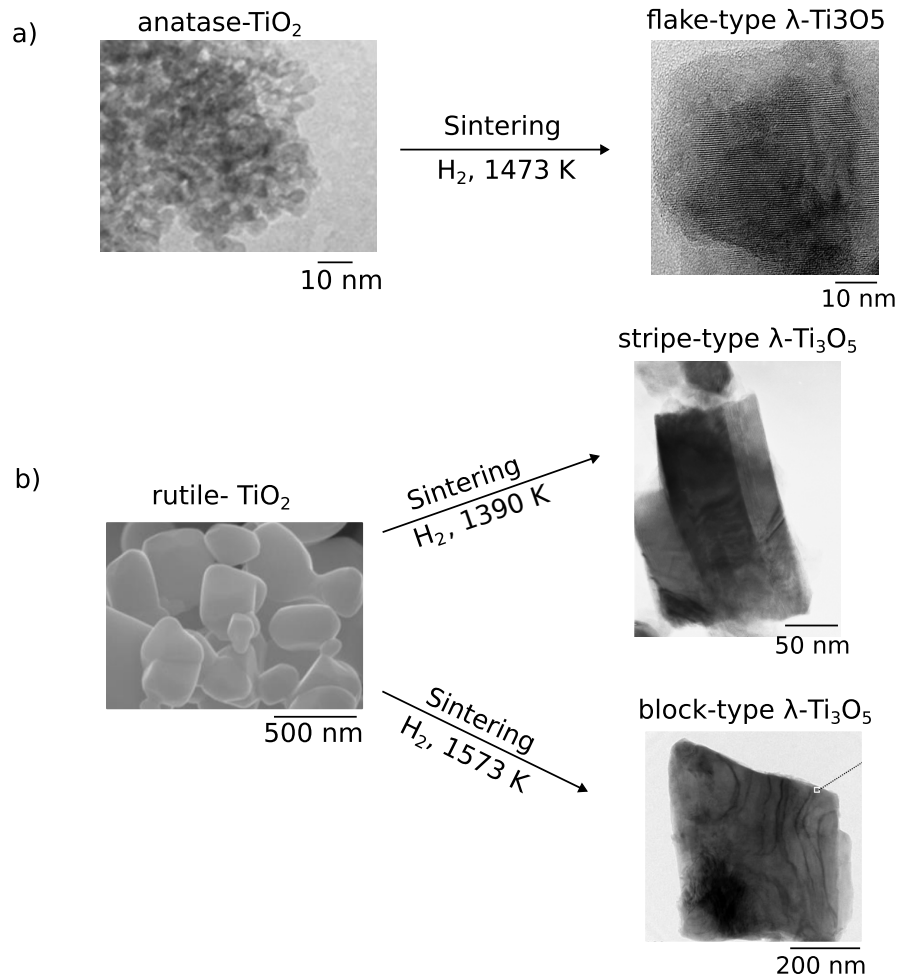 a)
anatase-TiO₂
Sintering
H₂, 1473 K
flake-type λ-Ti3O5
10 nm
10 nm
b)
rutile- TiO₂
500 nm
Sintering
H₂, 1390 K
stripe-type λ-Ti₃O₅
50 nm
Sintering
H₂, 1573 K
block-type λ-Ti₃O₅
200 nm